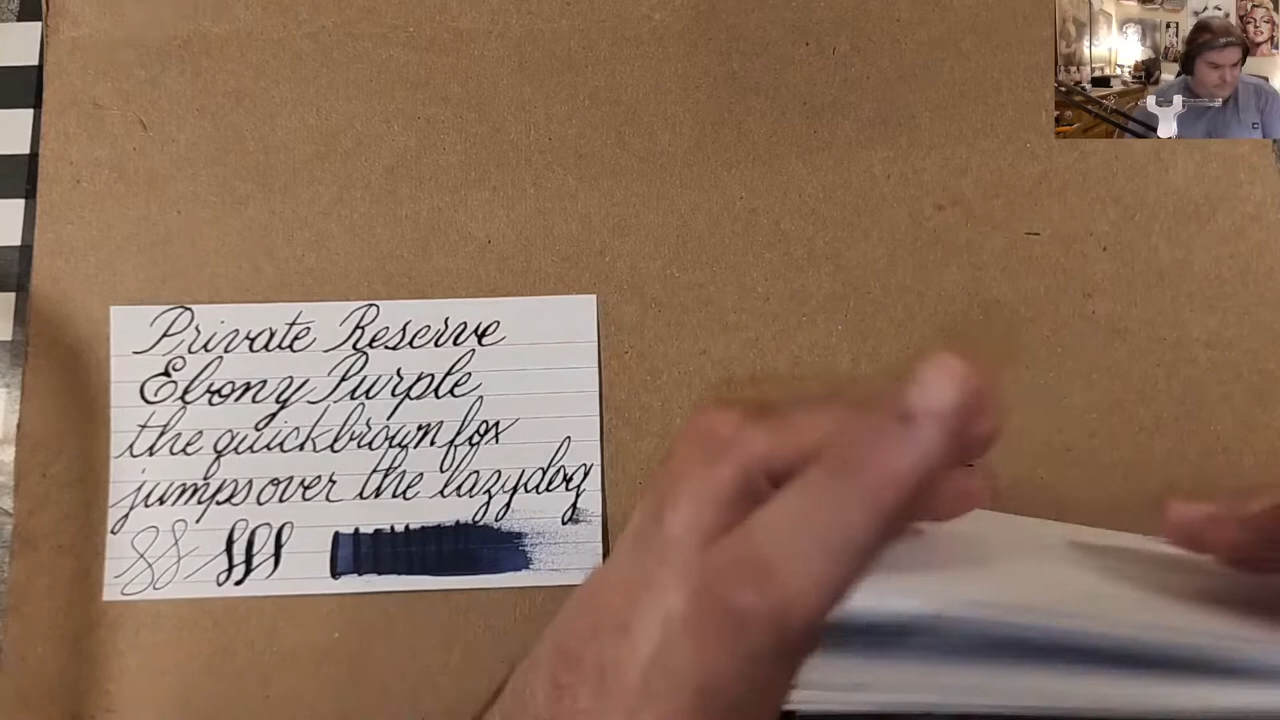 Private Reserve
Ebony Purple
the quick brown fox
jumps over the lazy dog